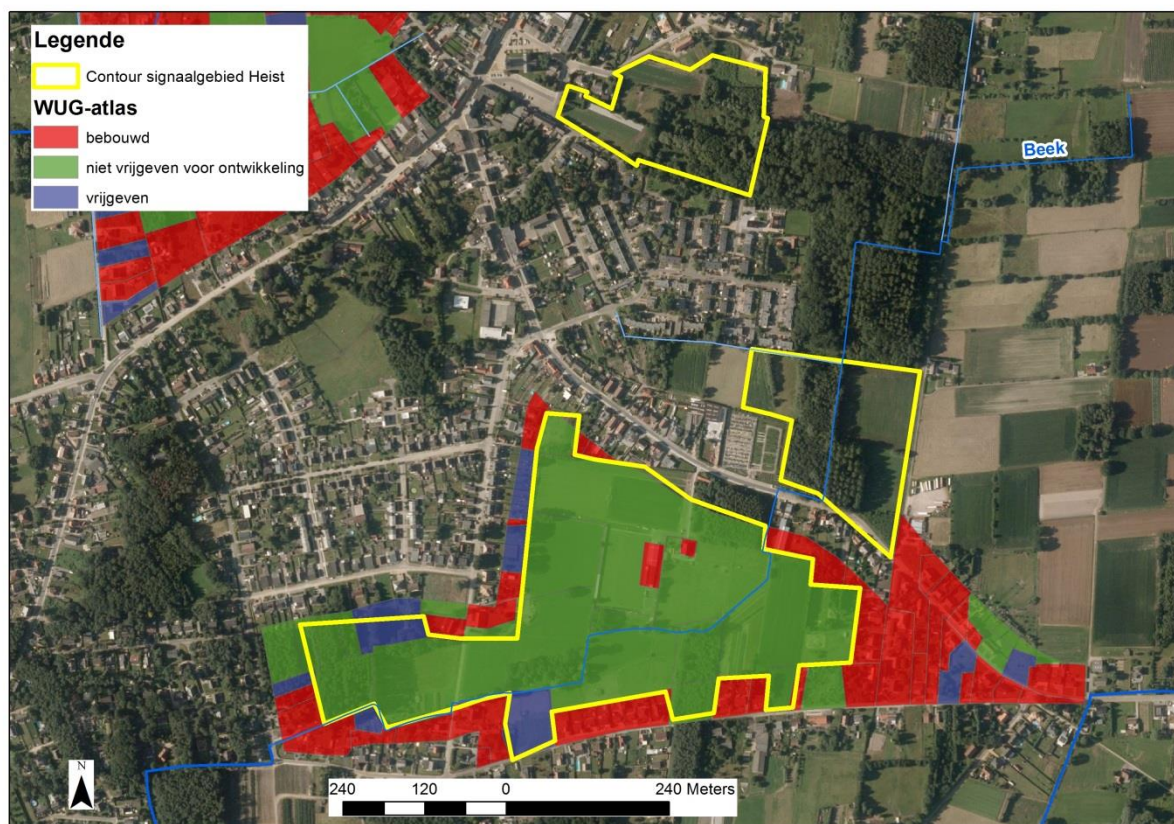 Legende
Contour signaalgebied Heist
WUG-atlas
bebouwd
niet vrijgeven voor ontwikkeling
vrijgeven
Beek
N
240 120 0 240 Meters